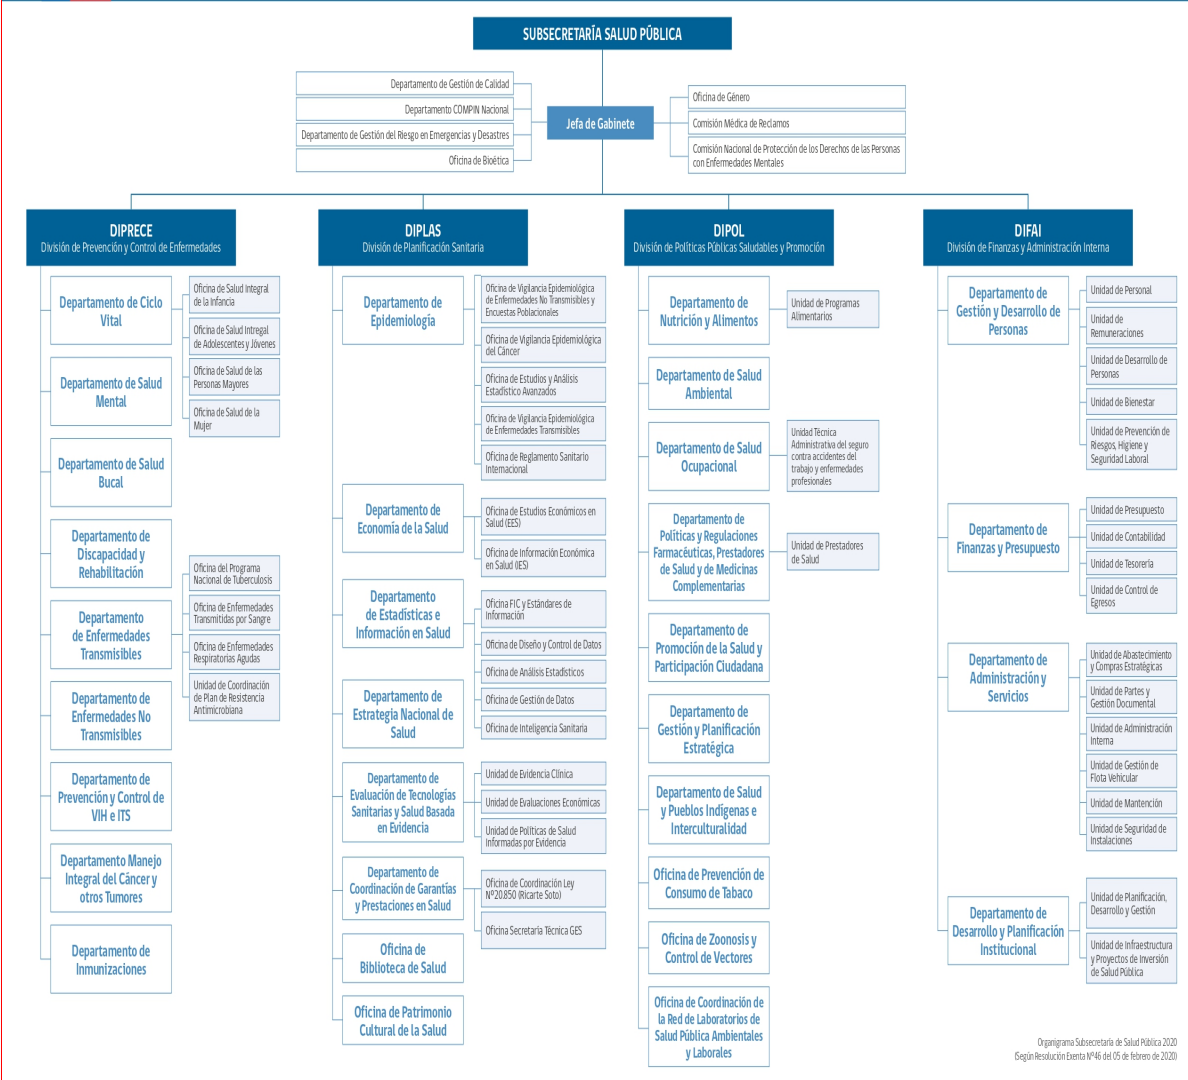 SUBSECRETARÍA SALUD PÚBLICA
Departamento de Gestión de Calidad
Departamento COMPIN Nacional
Departamento de Gestión del Riesgo en Emergencias y Desastres
Oficina de Bioética
Jefa de Gabinete
Oficina de Género
Comisión Médica de Reclamos
Comisión Nacional de Protección de los Derechos de las Personas
con Enfermedades Mentales
DIPRECE
División de Prevención y Control de Enfermedades
Departamento de Ciclo
Vital
Oficina de Salud Integral
de la Infancia
Oficina de Salud Intregal
de Adolescentes y Jóvenes
Oficina de Salud de las
Personas Mayores
Oficina de Salud de la
Mujer
Departamento de Salud
Mental
Departamento de Salud
Bucal
Departamento de
Discapacidad y
Rehabilitación
Departamento
de Enfermedades
Transmisibles
Oficina del Programa
Nacional de Tuberculosis
Oficina de Enfermedades
Transmitidas por Sangre
Oficina de Enfermedades
Respiratorias Agudas
Unidad de Coordinación
de Plan de Resistencia
Antimicrobiana
Departamento de
Enfermedades No
Transmisibles
Departamento de
Prevención y Control de
VIH e ITS
Departamento Manejo
Integral del Cáncer y
otros Tumores
Departamento de
Inmunizaciones
DIPLAS
División de Planificación Sanitaria
Departamento de
Epidemiología
Oficina de Vigilancia Epidemiológica
de Enfermedades No Transmisibles y
Encuestas Poblacionales
Oficina de Vigilancia Epidemiológica
del Cáncer
Oficina de Estudios y Análisis
Estadístico Avanzados
Oficina de Vigilancia Epidemiológica
de Enfermedades Transmisibles
Oficina de Reglamento Sanitario
Internacional
Departamento de
Economía de la Salud
Oficina de Estudios Económicos en
Salud (EES)
Oficina de Información Económica
en Salud (IES)
Departamento
de Estadísticas e
Información en Salud
Oficina FIC y Estándares de
Información
Oficina de Diseño y Control de Datos
Oficina de Análisis Estadísticos
Oficina de Gestión de Datos
Oficina de Inteligencia Sanitaria
Departamento de
Estrategia Nacional de
Salud
Departamento de
Evaluación de Tecnologías
Sanitarias y Salud Basada
en Evidencia
Unidad de Evidencia Clínica
Unidad de Evaluaciones Económicas
Unidad de Políticas de Salud
Informadas por Evidencia
Departamento de
Coordinación de Garantías
y Prestaciones en Salud
Oficina de Coordinación Ley
Nº20.850 (Ricarte Soto)
Oficina Secretaría Técnica GES
Oficina de
Biblioteca de Salud
Oficina de Patrimonio
Cultural de la Salud
DIPOL
División de Políticas Públicas Saludables y Promoción
Departamento de
Nutrición y Alimentos
Unidad de Programas
Alimentarios
Departamento de Salud
Ambiental
Departamento de Salud
Ocupacional
Unidad Técnica
Administrativa del seguro
contra accidentes del
trabajo y enfermedades
profesionales
Departamento de
Políticas y Regulaciones
Farmacéuticas, Prestadores
de Salud y de Medicinas
Complementarias
Unidad de Prestadores
de Salud
Departamento de
Promoción de la Salud y
Participación Ciudadana
Departamento de
Gestión y Planificación
Estratégica
Departamento de Salud
y Pueblos Indígenas e
Interculturalidad
Oficina de Prevención de
Consumo de Tabaco
Oficina de Zoonosis y
Control de Vectores
Oficina de Coordinación de
la Red de Laboratorios de
Salud Pública Ambientales
y Laborales
DIFAI
División de Finanzas y Administración Interna
Departamento de
Gestión y Desarrollo de
Personas
Unidad de Personal
Unidad de
Remuneraciones
Unidad de Desarrollo de
Personas
Unidad de Bienestar
Unidad de Prevención de
Riesgos, Higiene y
Seguridad Laboral
Departamento de
Finanzas y Presupuesto
Unidad de Presupuesto
Unidad de Contabilidad
Unidad de Tesorería
Unidad de Control de
Egresos
Departamento de
Administración y
Servicios
Unidad de Abastecimiento
y Compras Estratégicas
Unidad de Partes y
Gestión Documental
Unidad de Administración
Interna
Unidad de Gestión de
Flota Vehicular
Unidad de Mantención
Unidad de Seguridad de
Instalaciones
Departamento de
Desarrollo y Planificación
Institucional
Unidad de Planificación,
Desarrollo y Gestión
Unidad de Infraestructura
y Proyectos de Inversión
de Salud Pública
Organigrama Subsecretaría de Salud Pública 2020
(Según Resolución Exenta Nº46 del 05 de febrero de 2020)